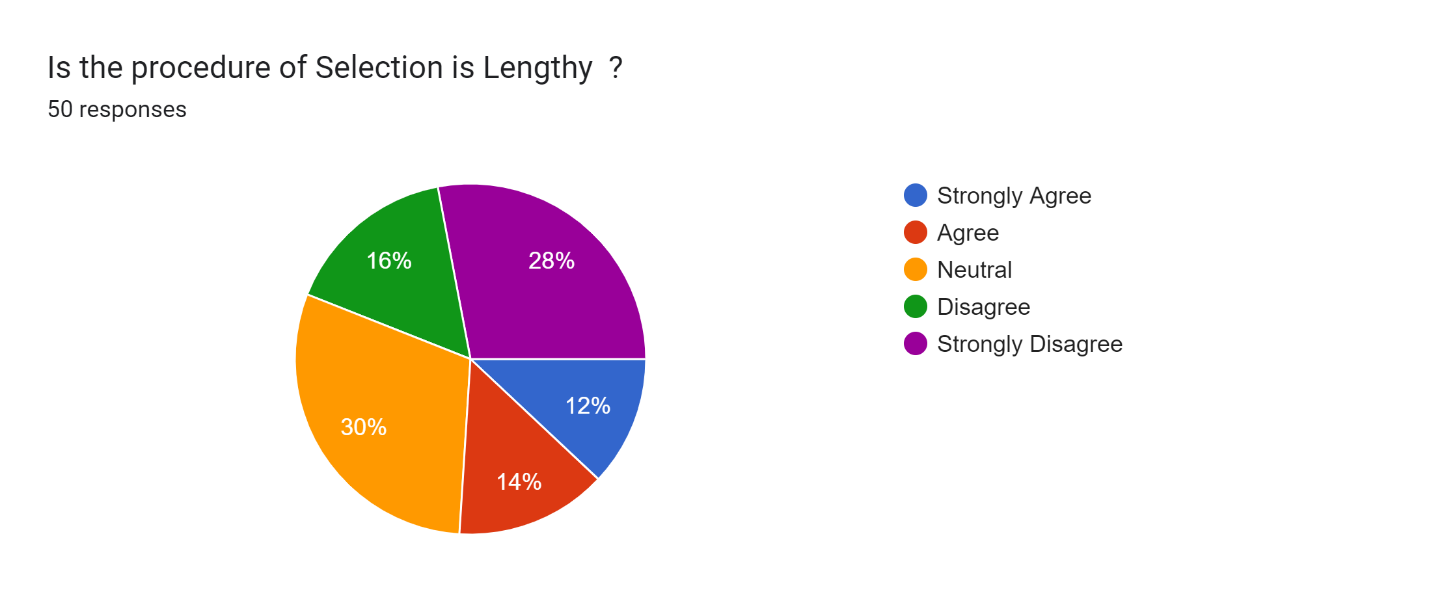 Is the procedure of Selection is Lengthy  ?
50 responses
16%
28%
30%
12%
14%
Strongly Agree
Agree
Neutral
Disagree
Strongly Disagree